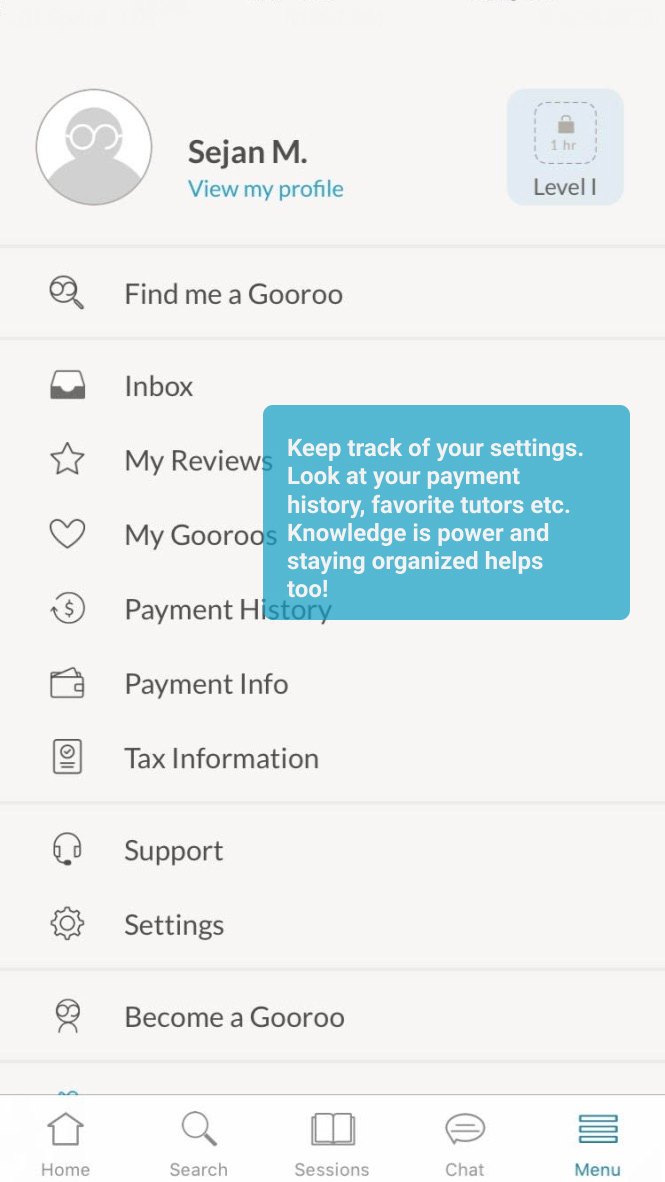 Sejan M.
View my profile
1 hr
Level I
Find me a Gooroo
Inbox
My Reviews
My Gooroos
Keep track of your settings.
Look at your payment
history, favorite tutors etc.
Knowledge is power and
staying organized helps
too!
Payment History
Payment Info
Tax Information
Support
Settings
Become a Gooroo
Home
Search
Sessions
Chat
Menu